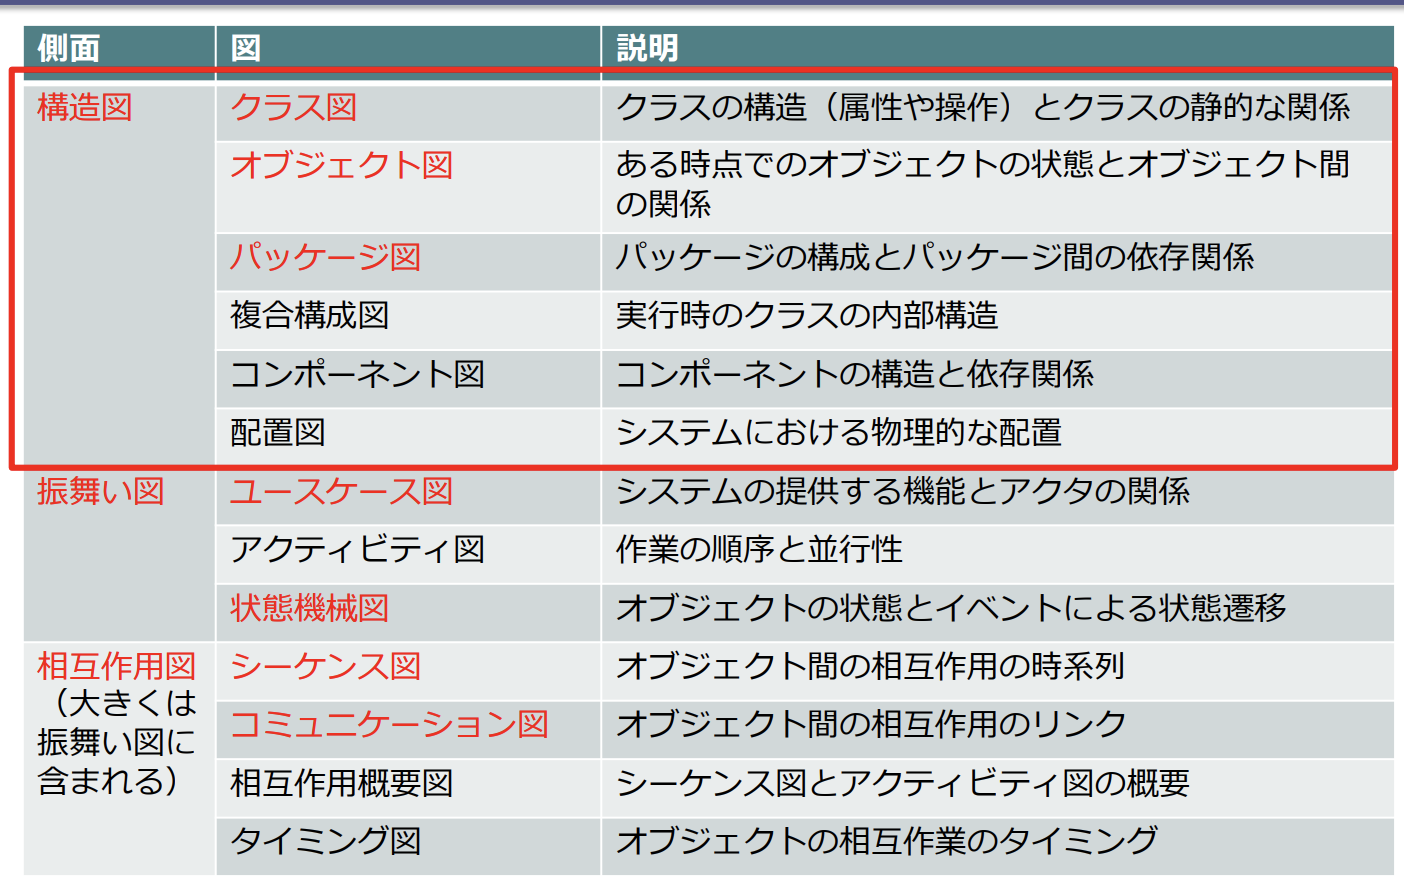 側面 図 説明
構造図 クラス図 クラスの構造（属性や操作）とクラスの静的な関係
オブジェクト図 ある時点でのオブジェクトの状態とオブジェクト間
の関係
パッケージ図 パッケージの構成とパッケージ間の依存関係
複合構成図 実行時のクラスの内部構造
コンポーネント図 コンポーネントの構造と依存関係
配置図 システムにおける物理的な配置
振舞い図 ユースケース図 システムの提供する機能とアクタの関係
アクティビティ図 作業の順序と並行性
状態機械図 オブジェクトの状態とイベントによる状態遷移
相互作用図
（大きくは
振舞い図に
含まれる）
シーケンス図 オブジェクト間の相互作用の時系列
コミュニケーション図 オブジェクト間の相互作用のリンク
相互作用概要図 シーケンス図とアクティビティ図の概要
タイミング図 オブジェクトの相互作業のタイミング